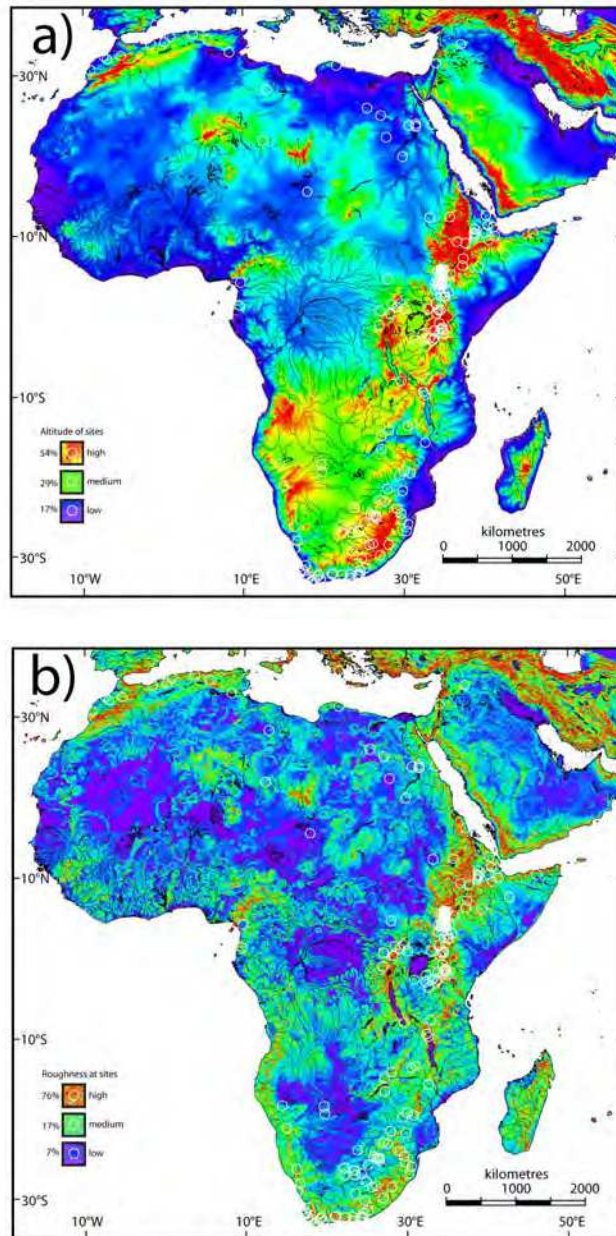 a)
30°N
10°N
10°S
Altitude of sites
54% high
29% medium
17% low
kilometres
0 1000 2000
30°S
10°W 10°E 30°E 50°E
b)
30°N
10°N
10°S
Roughness at sites
76% high
17% medium
7% low
kilometres
0 1000 2000
30°S
10°W 10°E 30°E 50°E